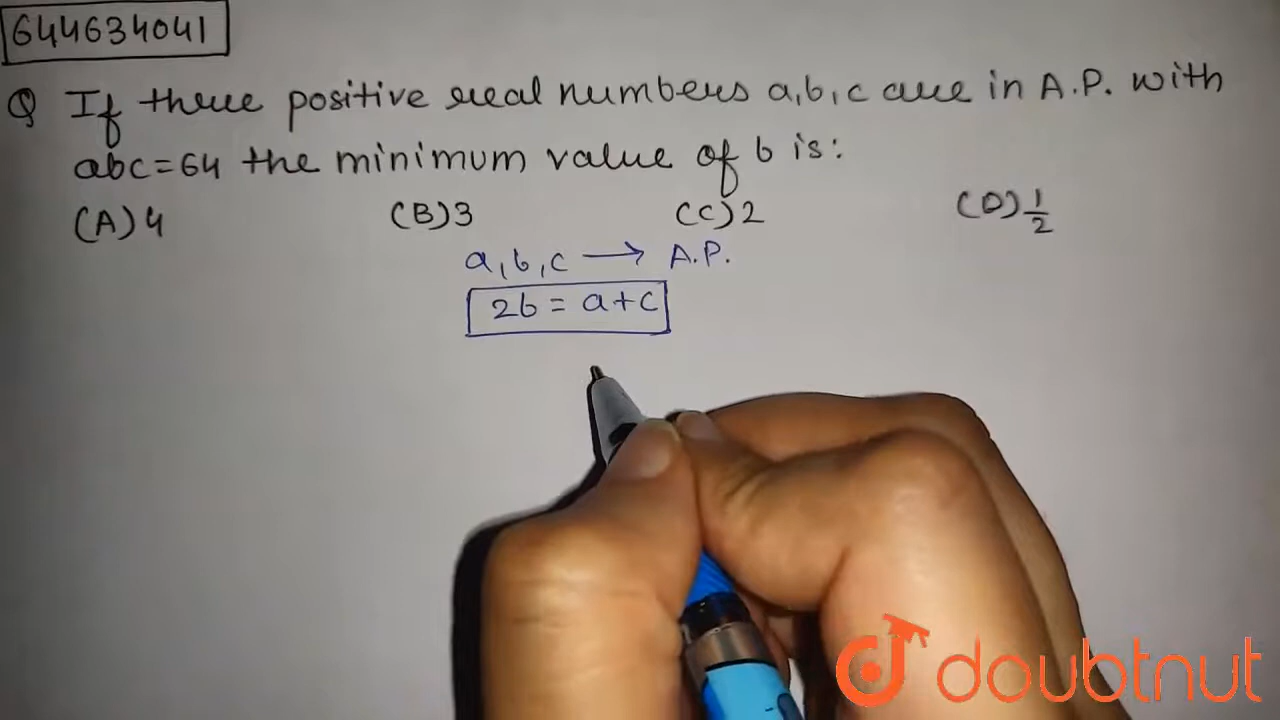 644634041
Q If three positive real numbers a,b,c are in A.P. with
abc=64 the minimum value of b is:
(A) 4 (B) 3 (C) 2 (D) 1/2
a,b,c → A.P.
2b = a+c
doubtnut